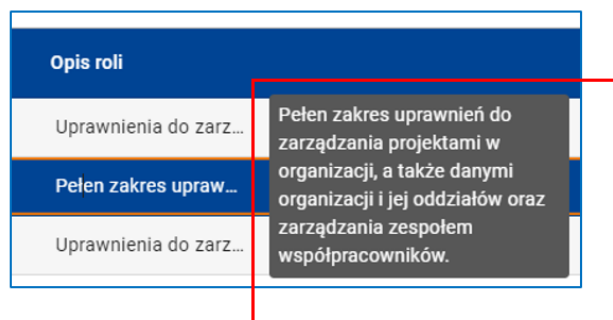 Opis roli
Uprawnienia do zarz...
Pełen zakres upraw...
Uprawnienia do zarz...
Pełen zakres uprawnień do
zarządzania projektami w
organizacji, a także danymi
organizacji i jej oddziałów oraz
zarządzania zespołem
współpracowników.